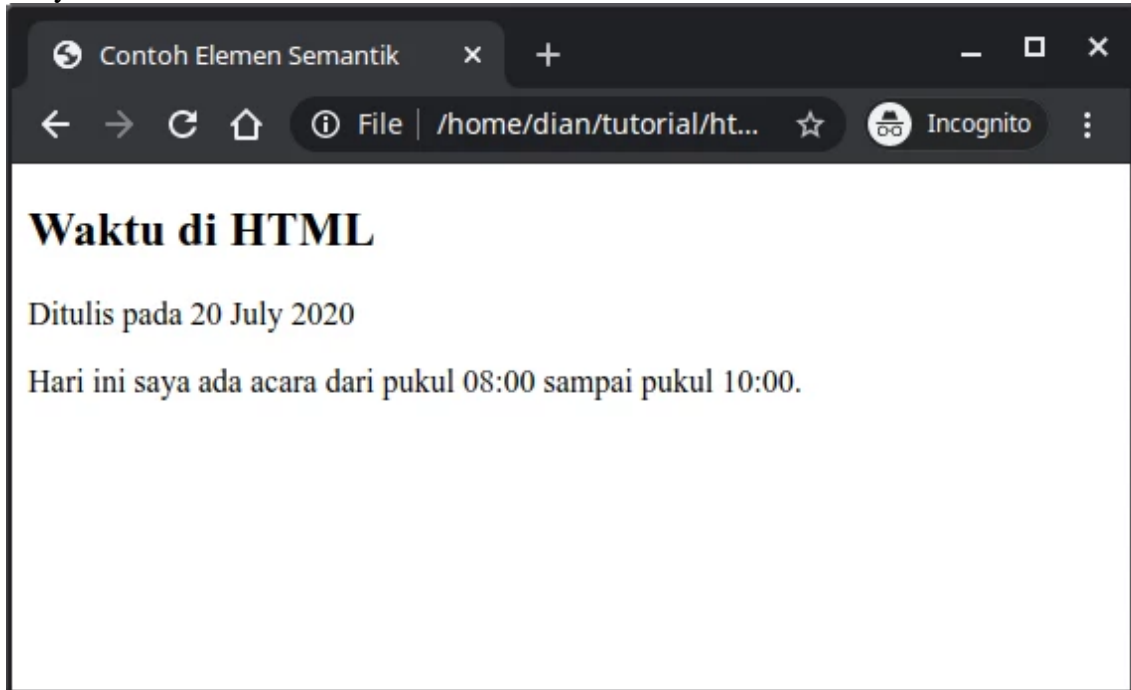 Contoh Elemen Semantik
File /home/dian/tutorial/ht... Incognito
Waktu di HTML
Ditulis pada 20 July 2020
Hari ini saya ada acara dari pukul 08:00 sampai pukul 10:00.